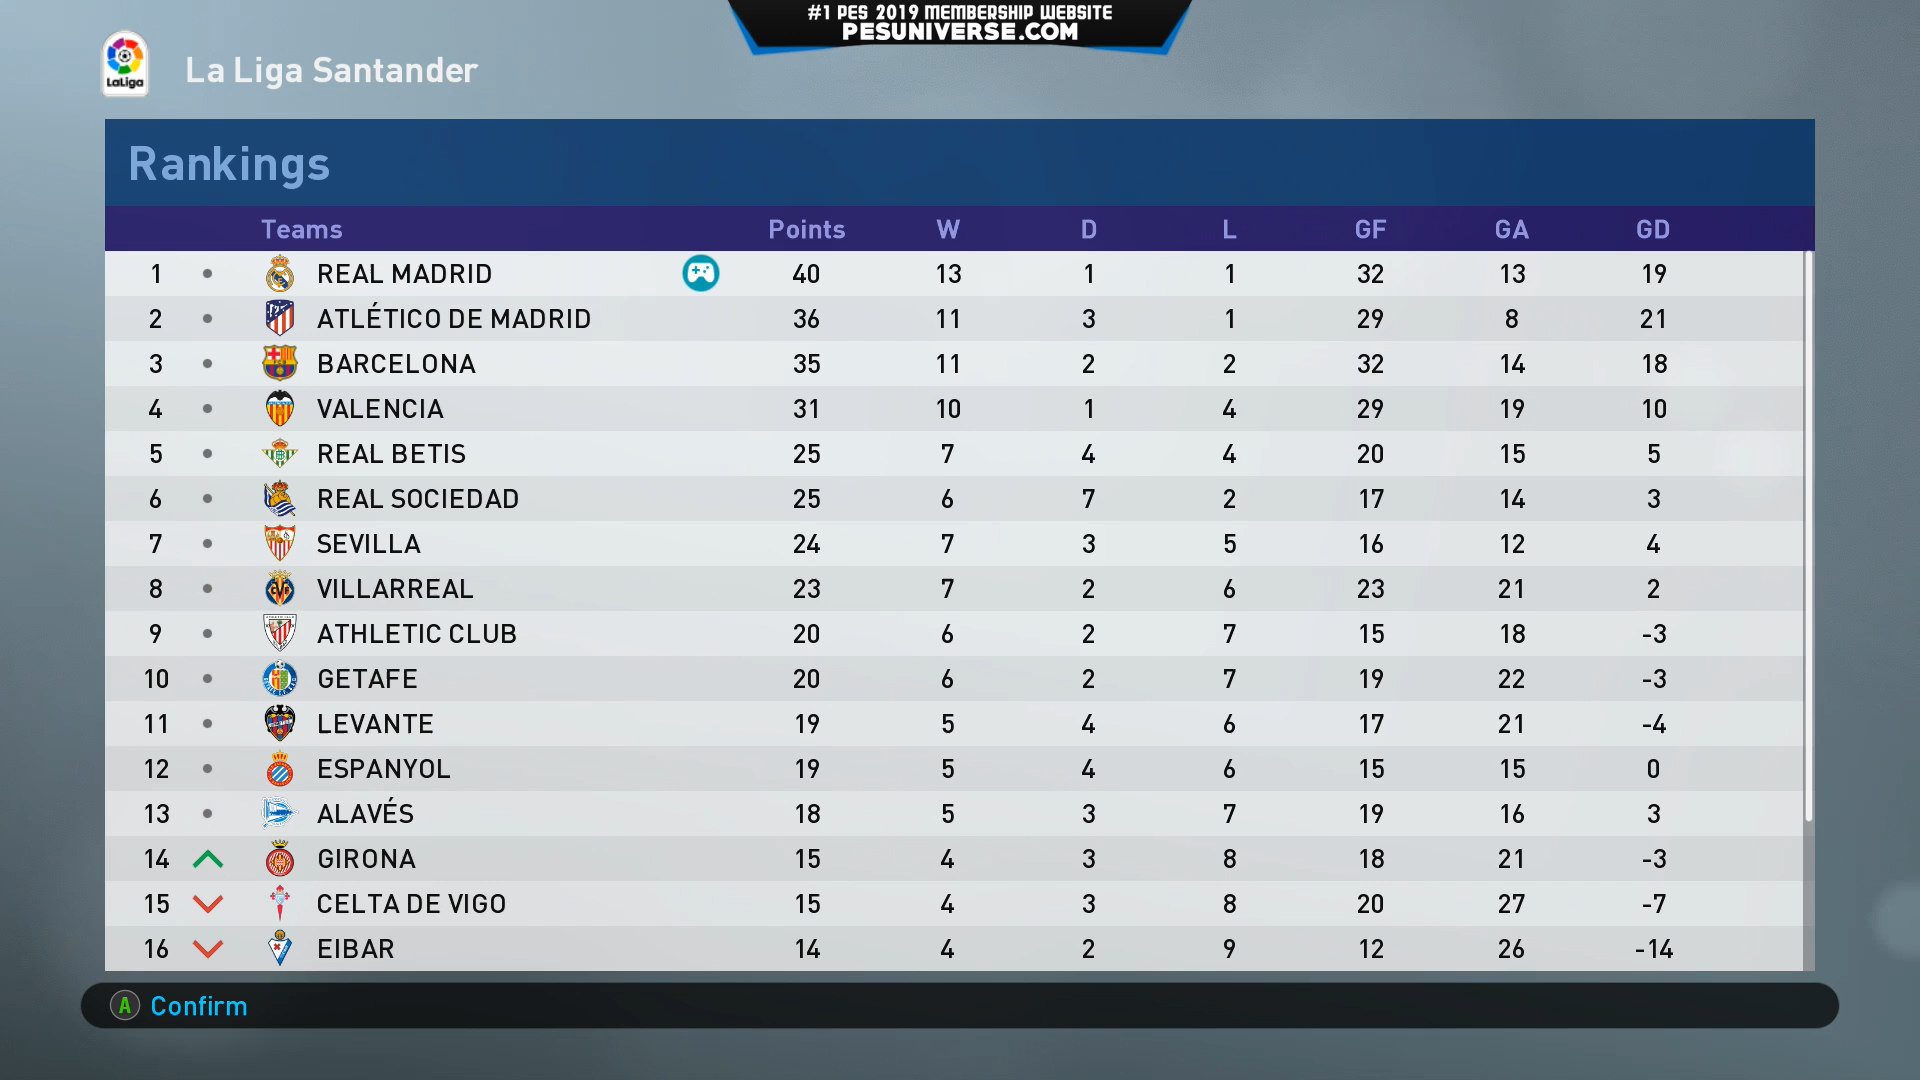 #1 PES 2019 MEMBERSHIP WEBSITE
PESUNIVERSE.COM
LaLiga
La Liga Santander
Rankings
Teams Points W D L GF GA GD
1 REAL MADRID 40 13 1 1 32 13 19
2 ATLÉTICO DE MADRID 36 11 3 1 29 8 21
3 BARCELONA 35 11 2 2 32 14 18
4 VALENCIA 31 10 1 4 29 19 10
5 REAL BETIS 25 7 4 4 20 15 5
6 REAL SOCIEDAD 25 6 7 2 17 14 3
7 SEVILLA 24 7 3 5 16 12 4
8 VILLARREAL 23 7 2 6 23 21 2
9 ATHLETIC CLUB 20 6 2 7 15 18 -3
10 GETAFE 20 6 2 7 19 22 -3
11 LEVANTE 19 5 4 6 17 21 -4
12 ESPANYOL 19 5 4 6 15 15 0
13 ALAVÉS 18 5 3 7 19 16 3
14 GIRONA 15 4 3 8 18 21 -3
15 CELTA DE VIGO 15 4 3 8 20 27 -7
16 EIBAR 14 4 2 9 12 26 -14
A Confirm